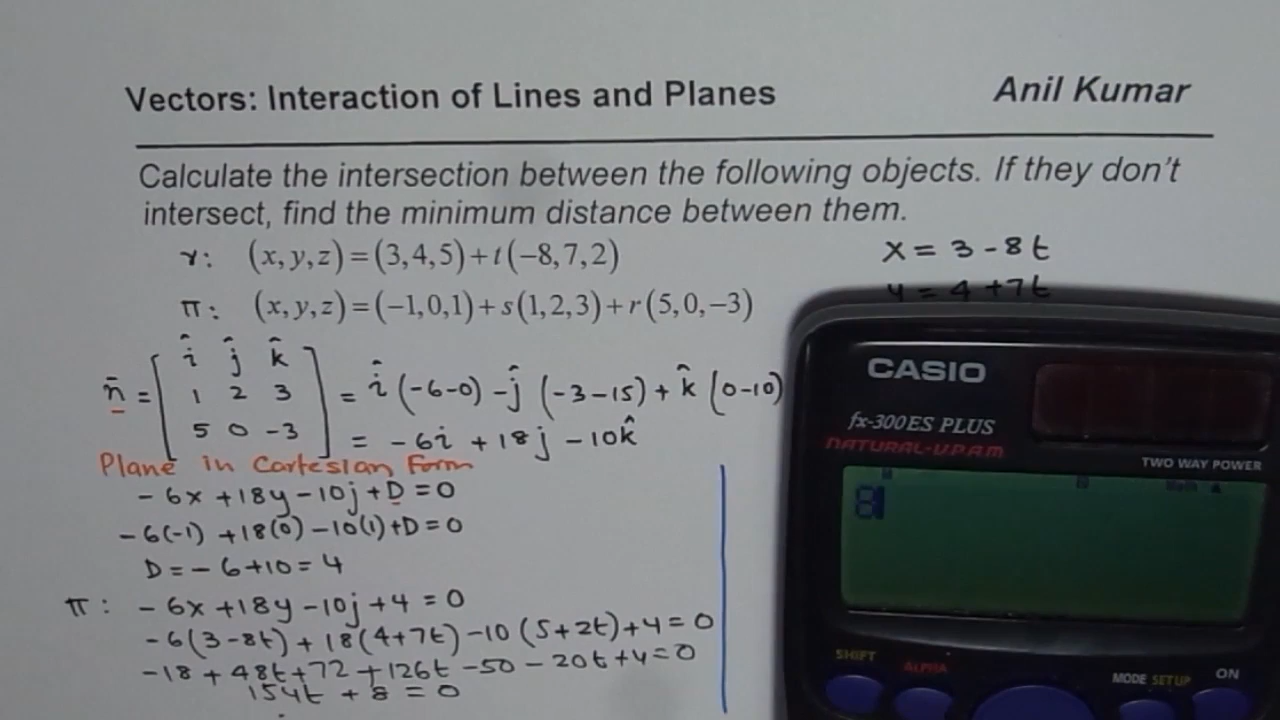 Vectors: Interaction of Lines and Planes Anil Kumar
Calculate the intersection between the following objects. If they don't
intersect, find the minimum distance between them.
r: (x, y, z) = (3, 4, 5) + t(−8, 7, 2)
x = 3 - 8t
π: (x, y, z) = (−1, 0, 1) + s(1, 2, 3) + r(5, 0, −3)
y = 4 + 7t
î ĵ k̂
n̄ = [ 1 2 3 = î (-6-0) - ĵ (-3-15) + k̂ (0-10)
5 0 -3 ] = -6i + 18j - 10k̂
Plane in Cartesian Form
-6x + 18y - 10j + D = 0
-6(-1) + 18(0) - 10(1) + D = 0
D = -6 + 10 = 4
π: -6x + 18y - 10j + 4 = 0
-6(3-8t) + 18(4+7t) - 10(5+2t) + 4 = 0
-18 + 48t + 72 + 126t - 50 - 20t + 4 = 0
154t + 8 = 0
CASIO
fx-300ES PLUS
NATURAL-V.P.A.M.
TWO WAY POWER
8
SHIFT
ALPHA
MODE SETUP
ON